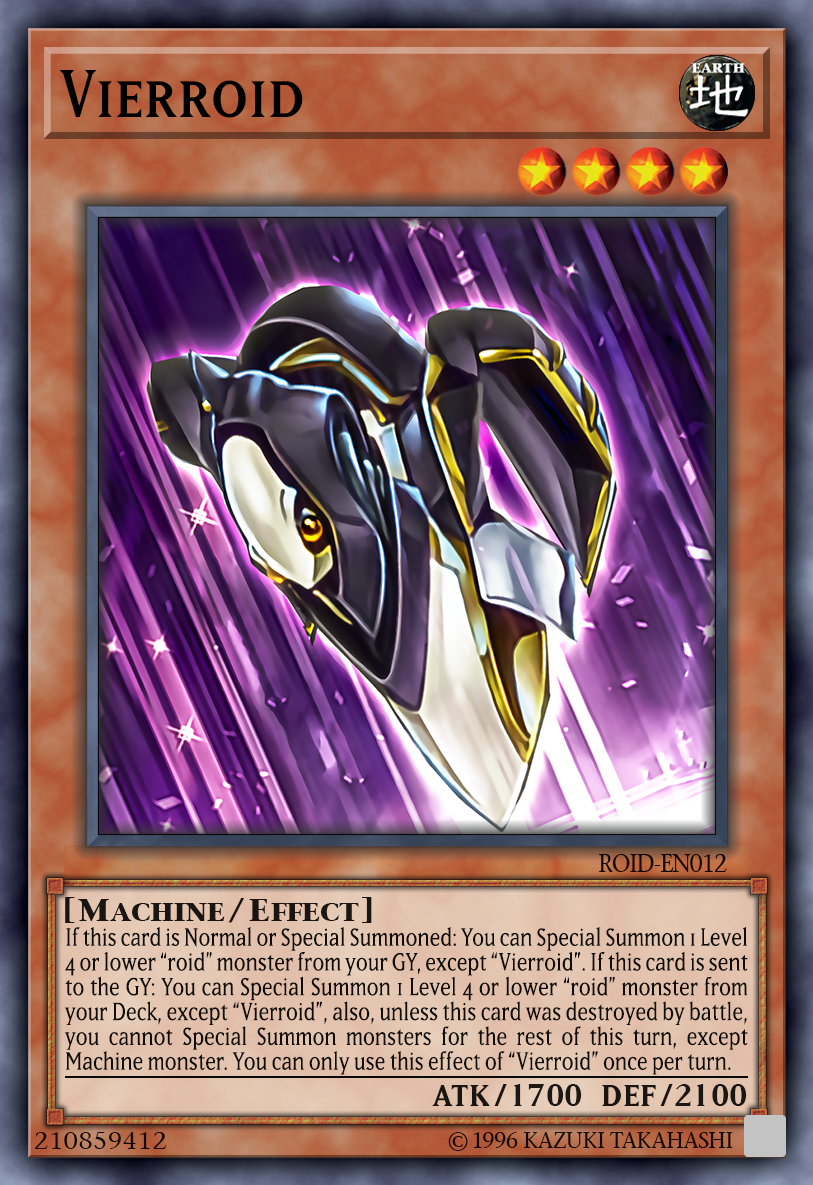 Vierroid
EARTH
地
ROID-EN012
[Machine/Effect]
If this card is Normal or Special Summoned: You can Special Summon 1 Level
4 or lower “roid” monster from your GY, except “Vierroid”. If this card is sent
to the GY: You can Special Summon 1 Level 4 or lower “roid” monster from
your Deck, except “Vierroid”, also, unless this card was destroyed by battle,
you cannot Special Summon monsters for the rest of this turn, except
Machine monster. You can only use this effect of “Vierroid” once per turn.
ATK/1700 DEF/2100
210859412 © 1996 KAZUKI TAKAHASHI